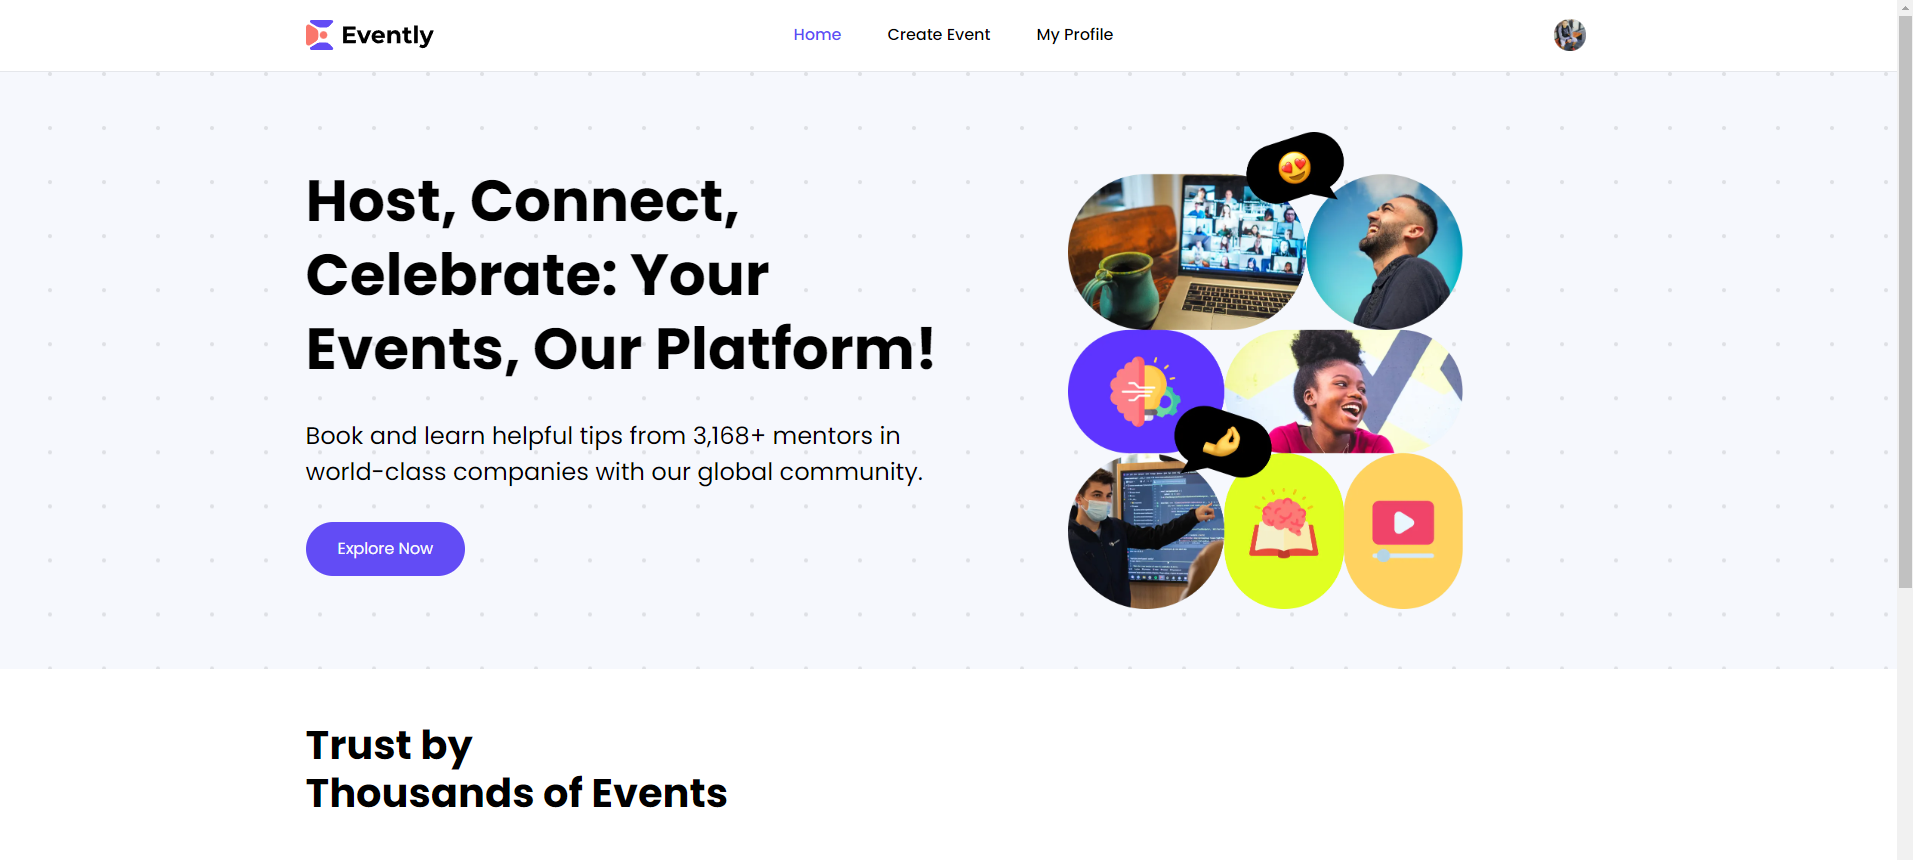 Evently
Home
Create Event
My Profile
Host, Connect,
Celebrate: Your
Events, Our Platform!
Book and learn helpful tips from 3,168+ mentors in
world-class companies with our global community.
Explore Now
Trust by
Thousands of Events